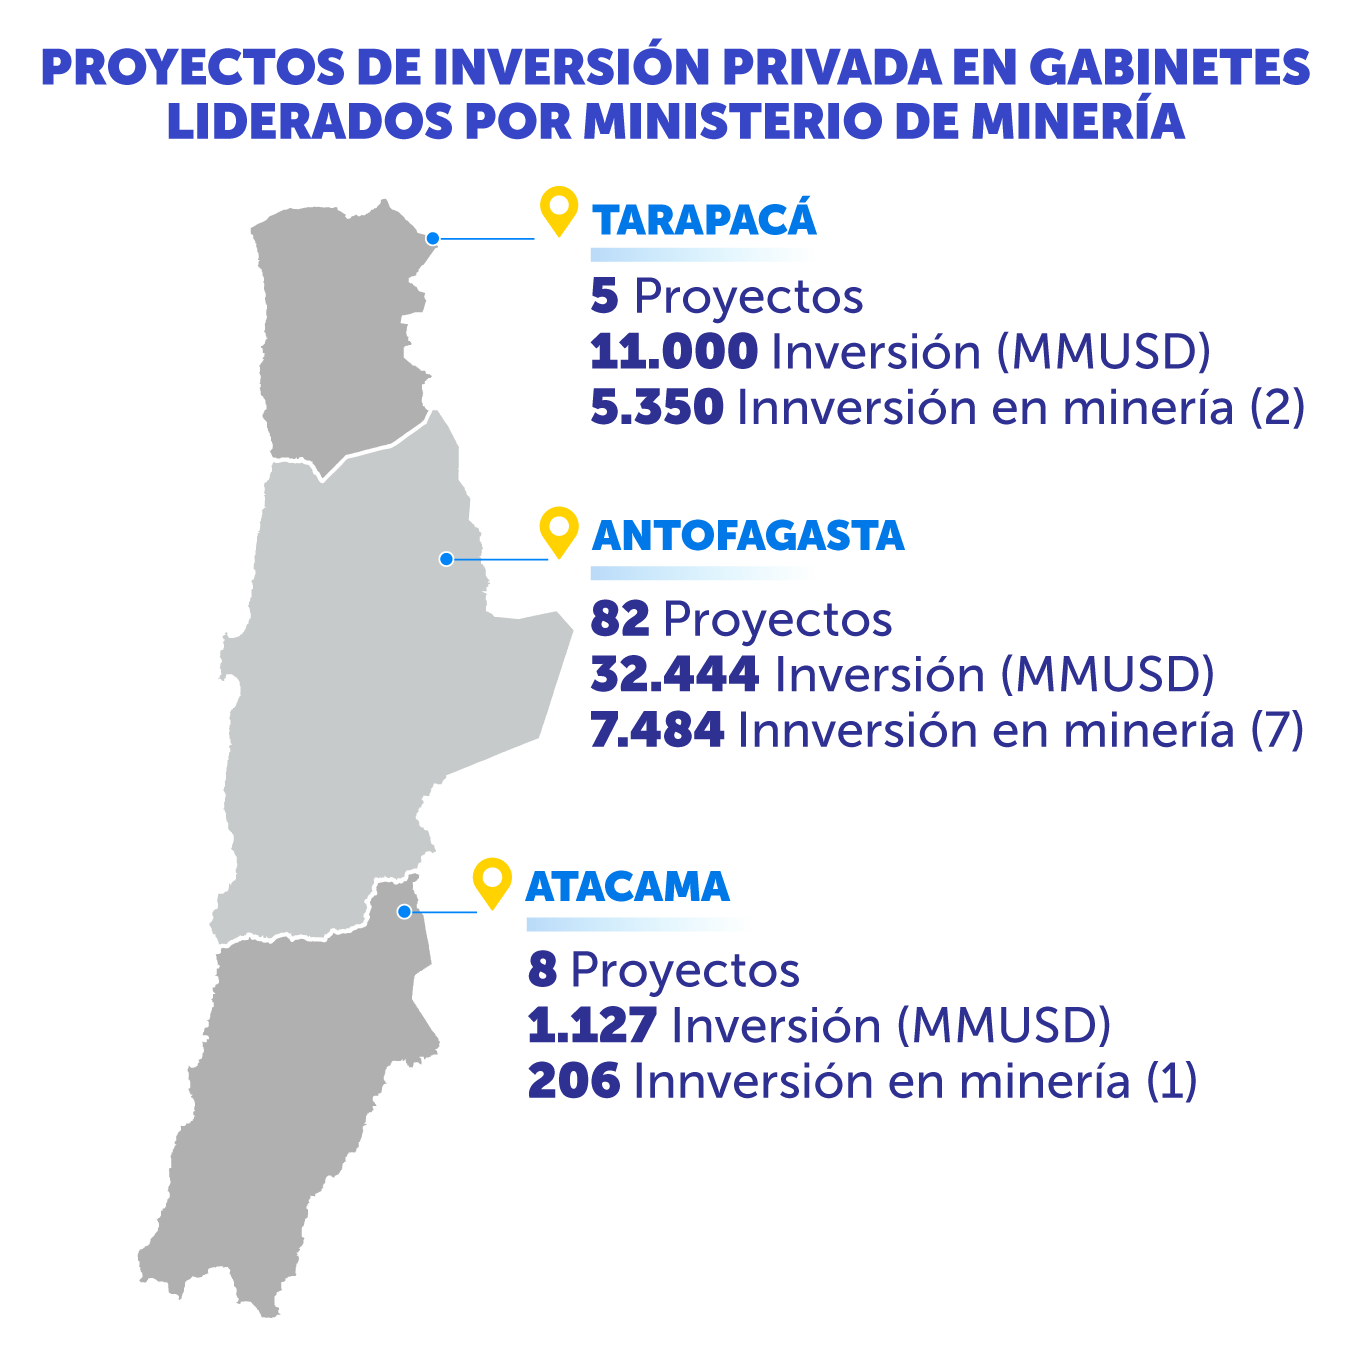 PROYECTOS DE INVERSIÓN PRIVADA EN GABINETES
LIDERADOS POR MINISTERIO DE MINERÍA
TARAPACÁ
5 Proyectos
11.000 Inversión (MMUSD)
5.350 Innversión en minería (2)
ANTOFAGASTA
82 Proyectos
32.444 Inversión (MMUSD)
7.484 Innversión en minería (7)
ATACAMA
8 Proyectos
1.127 Inversión (MMUSD)
206 Innversión en minería (1)